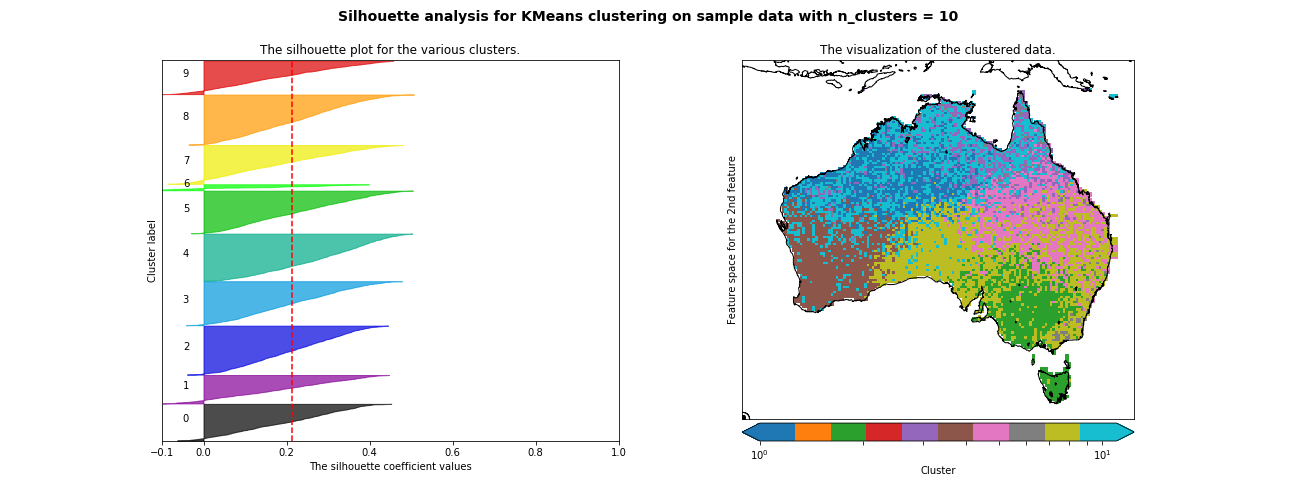 Silhouette analysis for KMeans clustering on sample data with n_clusters = 10
The silhouette plot for the various clusters.
9
8
7
6
5
4
3
2
1
0
Cluster label
−0.1 0.0 0.2 0.4 0.6 0.8 1.0
The silhouette coefficient values
The visualization of the clustered data.
Feature space for the 2nd feature
10⁰ 10¹
Cluster